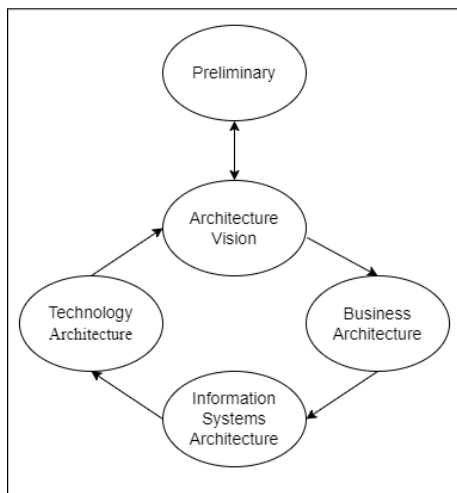 Preliminary
Architecture
Vision
Technology
Architecture
Business
Architecture
Information
Systems
Architecture